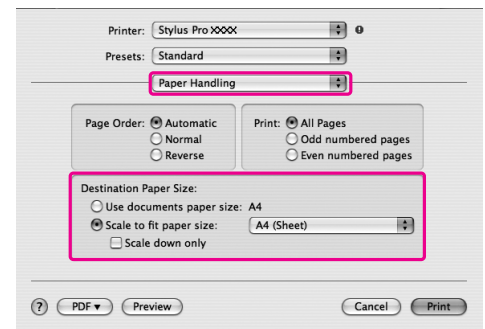 Printer: Stylus Pro XXXX
Presets: Standard
Paper Handling
Page Order: Automatic
Normal
Reverse
Print: All Pages
Odd numbered pages
Even numbered pages
Destination Paper Size:
Use documents paper size: A4
Scale to fit paper size: A4 (Sheet)
Scale down only
? PDF▼ Preview Cancel Print